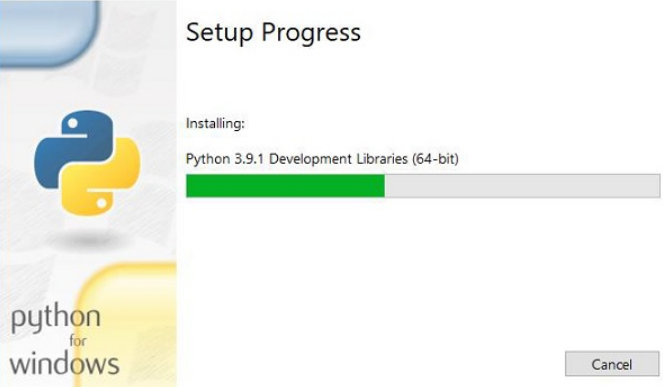 Setup Progress
Installing:
Python 3.9.1 Development Libraries (64-bit)
python
for
windows
Cancel